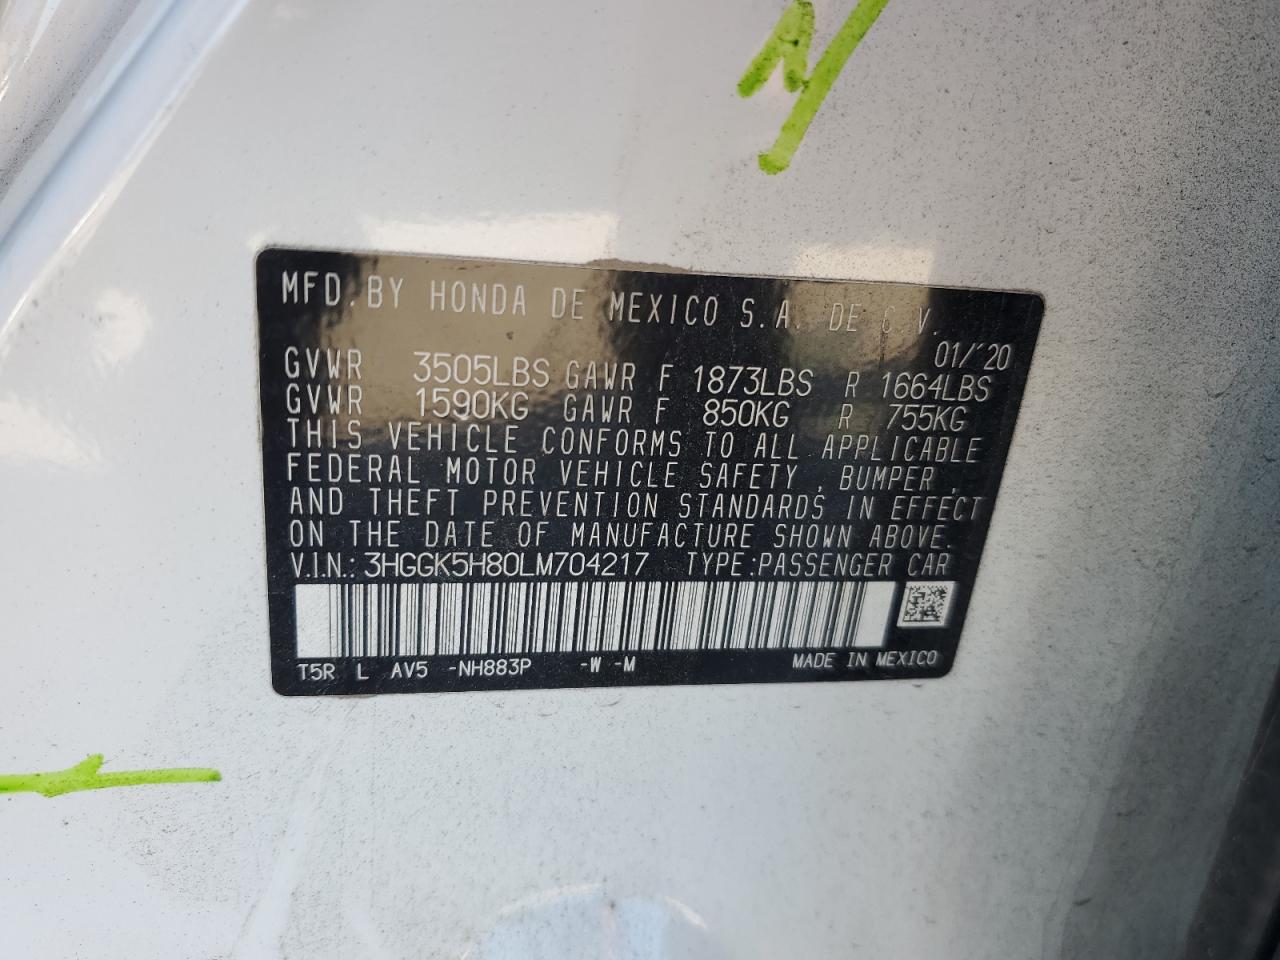 MFD. BY HONDA DE MEXICO S.A. DE C.V.
01/'20
GVWR 3505LBS GAWR F 1873LBS R 1664LBS
GVWR 1590KG GAWR F 850KG R 755KG
THIS VEHICLE CONFORMS TO ALL APPLICABLE
FEDERAL MOTOR VEHICLE SAFETY, BUMPER,
AND THEFT PREVENTION STANDARDS IN EFFECT
ON THE DATE OF MANUFACTURE SHOWN ABOVE.
V.I.N.: 3HGGK5H80LM704217 TYPE:PASSENGER CAR
T5R L AV5 -NH883P -W -M MADE IN MEXICO